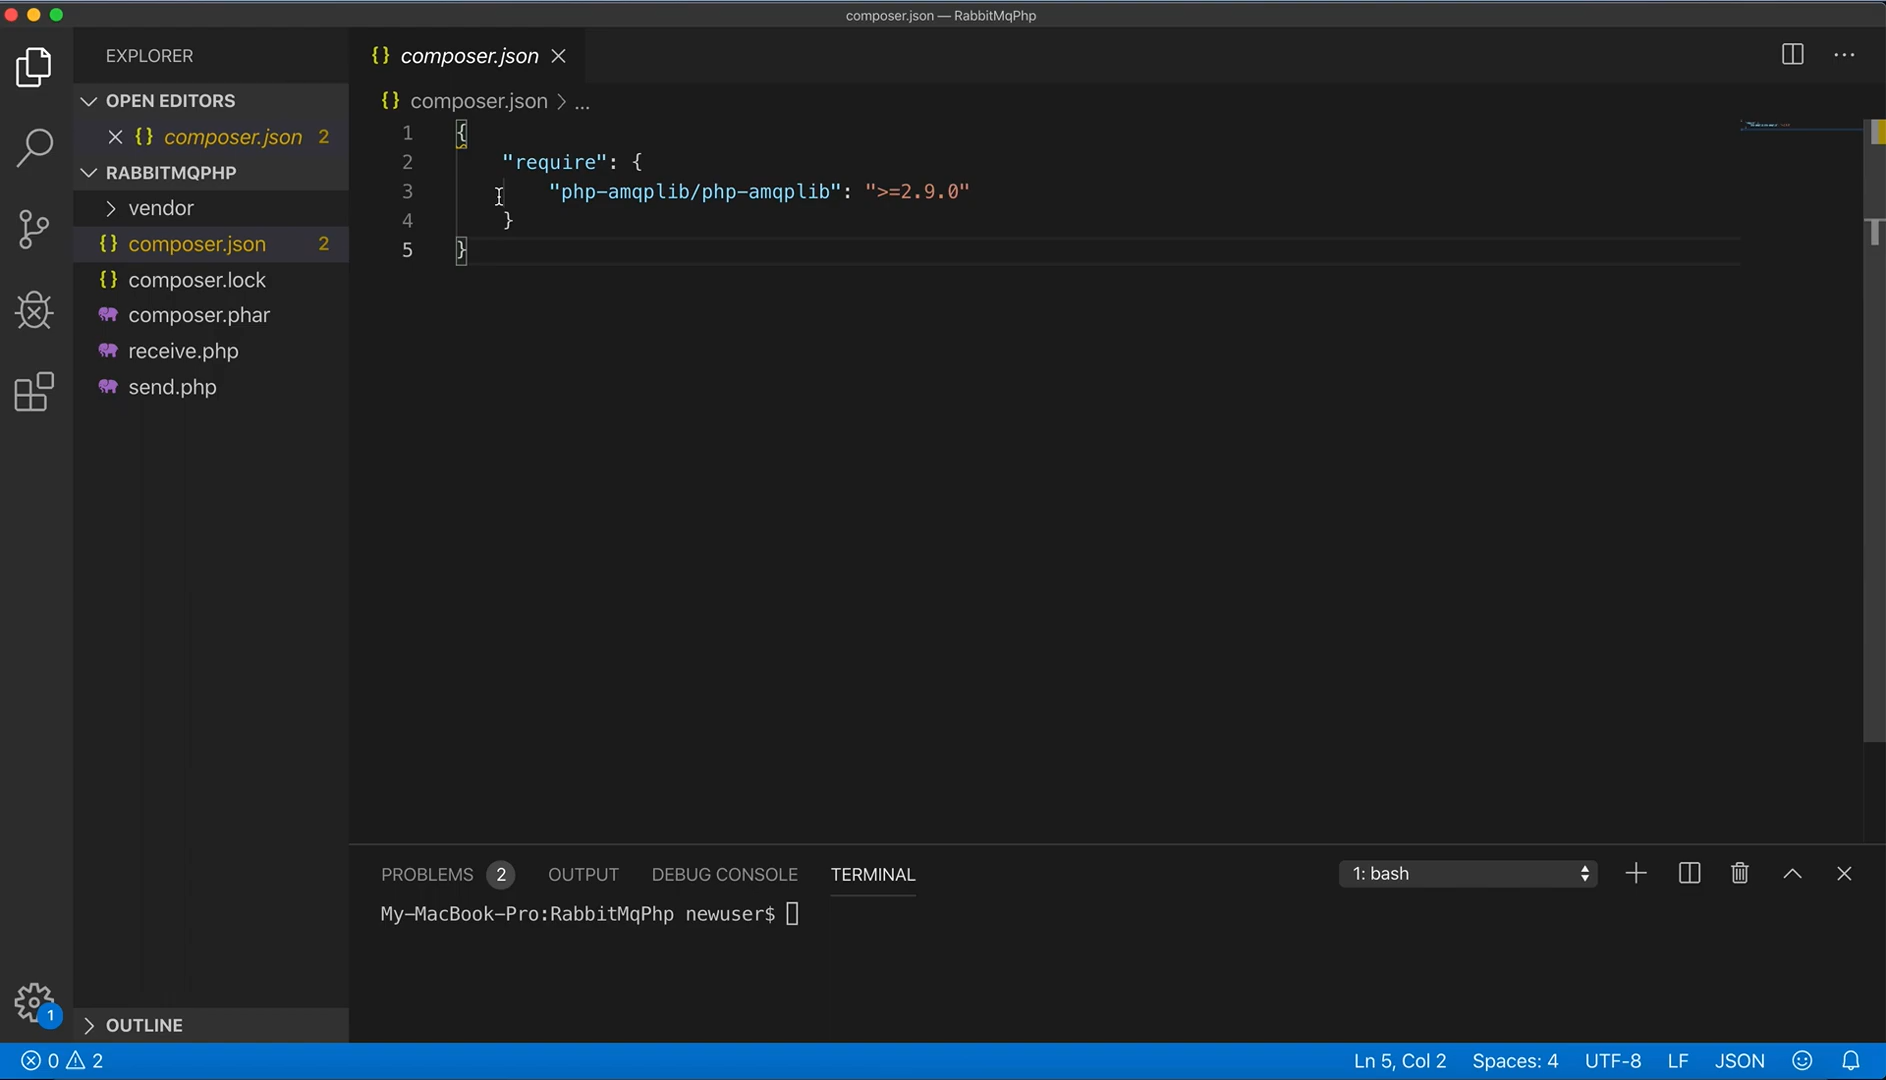 composer.json — RabbitMqPhp
EXPLORER
OPEN EDITORS
composer.json 2
RABBITMQPHP
vendor
composer.json 2
composer.lock
composer.phar
receive.php
send.php
OUTLINE
1
composer.json
composer.json > ...
1 {
2 "require": {
3 "php-amqplib/php-amqplib": ">=2.9.0"
4 }
5 }
PROBLEMS 2 OUTPUT DEBUG CONSOLE TERMINAL 1: bash
My-MacBook-Pro:RabbitMqPhp newuser$
0 2 Ln 5, Col 2 Spaces: 4 UTF-8 LF JSON